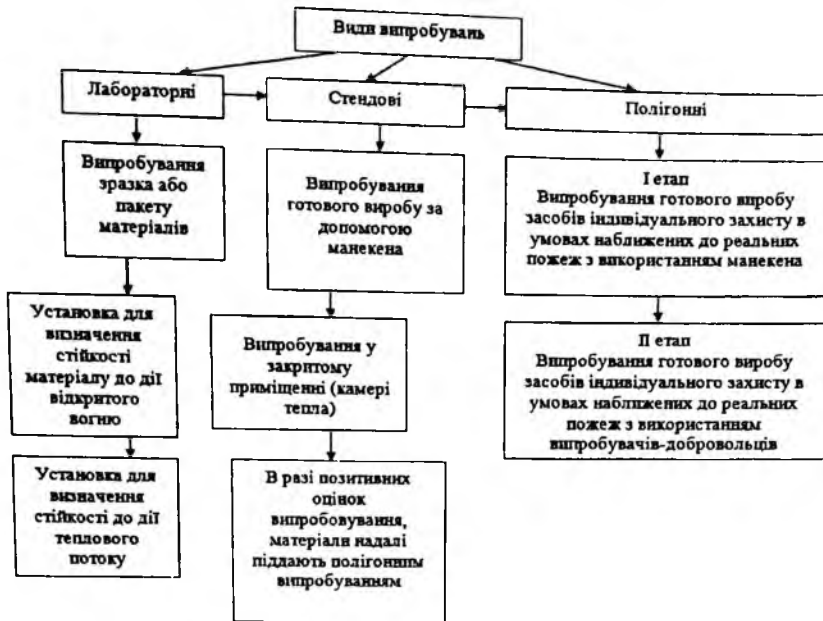 Види випробувань
Лабораторні
Стендові
Полігонні
Випробування
зразка або
пакету
матеріалів
Випробування
готового виробу за
допомогою
манекена
І етап
Випробування готового виробу
засобів індивідуального захисту в
умовах наближених до реальних
пожеж з використанням манекена
Установка для
визначення
стійкості
матеріалу до дії
відкритого
вогню
Випробування у
закритому
приміщенні (камері
тепла)
ІІ етап
Випробування готового виробу
засобів індивідуального захисту в
умовах наближених до реальних
пожеж з використанням
випробувачів-добровольців
Установка для
визначення
стійкості до дії
теплового
потоку
В разі позитивних
оцінок
випробовування,
матеріали надалі
піддають полігонним
випробуванням